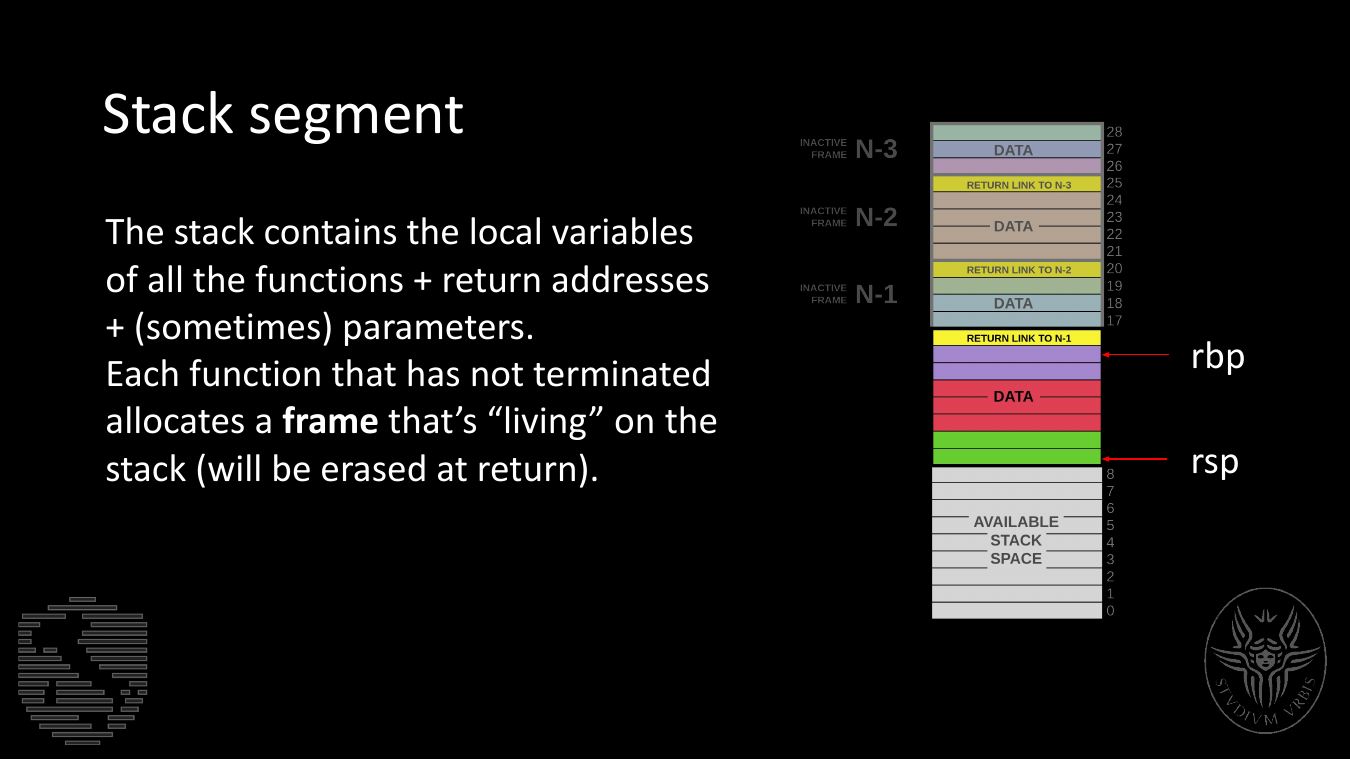 Stack segment
The stack contains the local variables
of all the functions + return addresses
+ (sometimes) parameters.
Each function that has not terminated
allocates a frame that’s “living” on the
stack (will be erased at return).
INACTIVE
FRAME
N-3
INACTIVE
FRAME
N-2
INACTIVE
FRAME
N-1
28
DATA 27
26
RETURN LINK TO N-3 25
24
23
DATA
22
21
RETURN LINK TO N-2 20
19
DATA 18
17
RETURN LINK TO N-1
rbp
DATA
rsp
8
7
6
AVAILABLE 5
STACK 4
SPACE 3
2
1
0
STVDIVM VRBIS